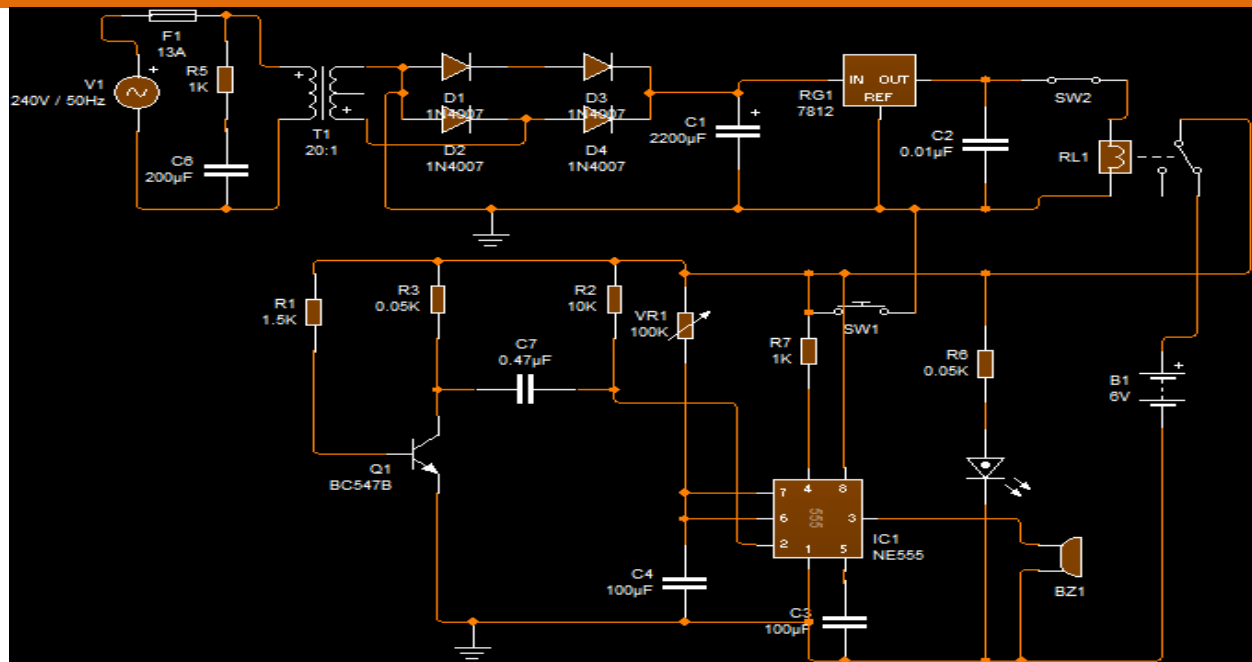 F1
13A
V1
240V / 50Hz
R5
1K
C6
200µF
T1
20:1
D1
1N4007
D3
1N4007
D2
1N4007
D4
1N4007
C1
2200µF
IN OUT
REF
RG1
7812
C2
0.01µF
SW2
RL1
R1
1.5K
R3
0.05K
C7
0.47µF
R2
10K
VR1
100K
R7
1K
SW1
R6
0.05K
B1
6V
Q1
BC547B
4 8
7
6
2
555
3
1 5
IC1
NE555
C4
100µF
C3
100µF
BZ1